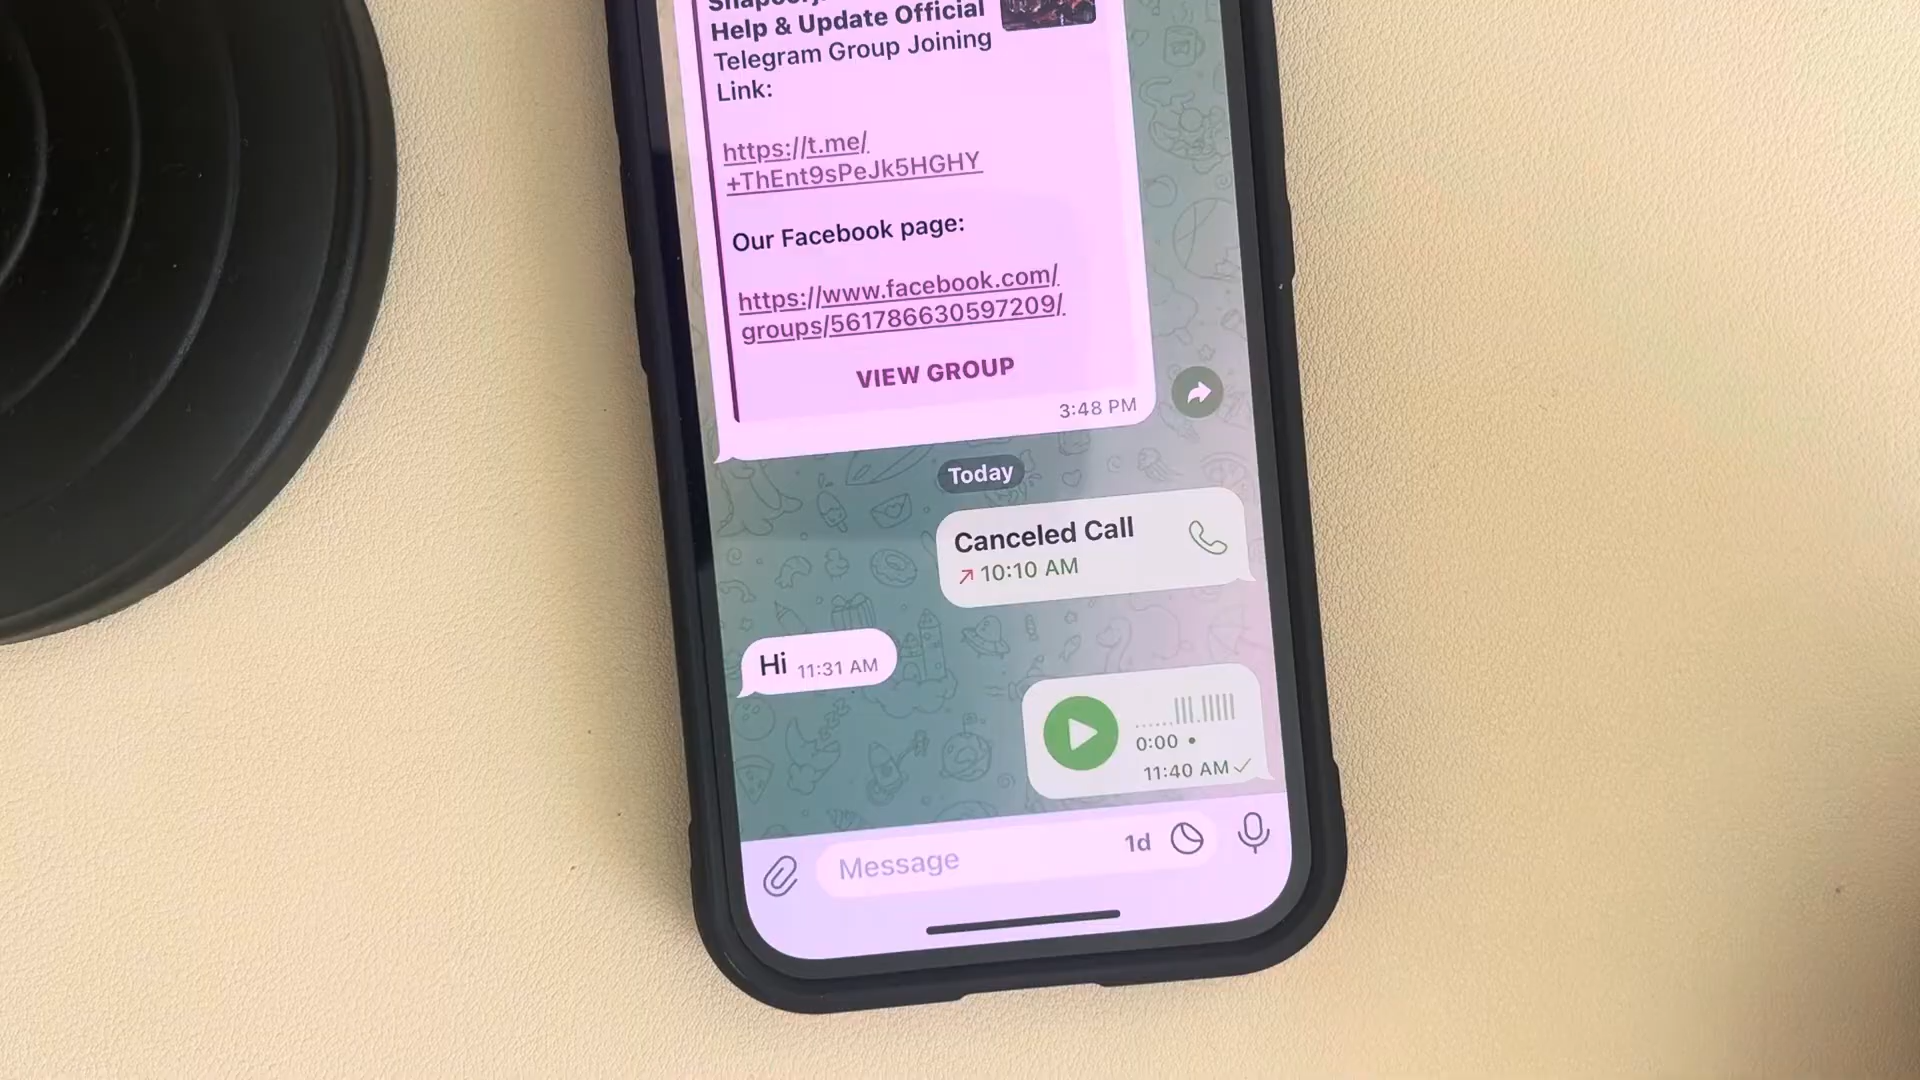 Help & Update Official
Telegram Group Joining
Link:
https://t.me/
+ThEnt9sPeJk5HGHY
Our Facebook page:
https://www.facebook.com/
groups/561786630597209/
VIEW GROUP
3:48 PM
Today
Canceled Call
10:10 AM
Hi 11:31 AM
0:00
11:40 AM
Message 1d